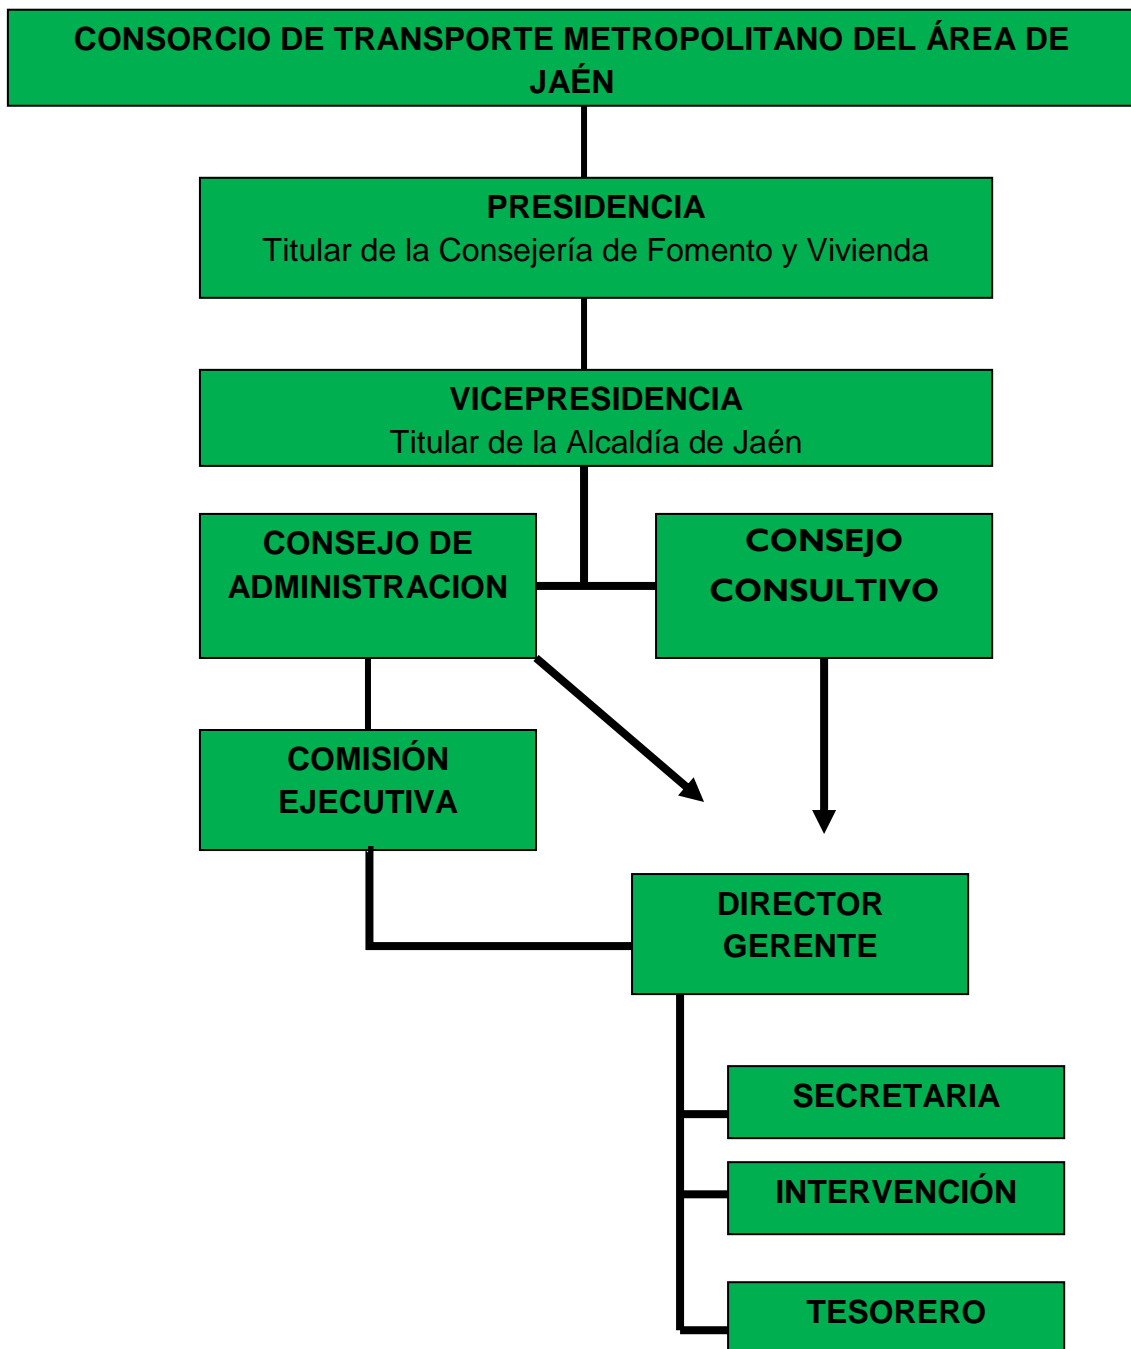 CONSORCIO DE TRANSPORTE METROPOLITANO DEL ÁREA DE
JAÉN
PRESIDENCIA
Titular de la Consejería de Fomento y Vivienda
VICEPRESIDENCIA
Titular de la Alcaldía de Jaén
CONSEJO DE
ADMINISTRACION
CONSEJO
CONSULTIVO
COMISIÓN
EJECUTIVA
DIRECTOR
GERENTE
SECRETARIA
INTERVENCIÓN
TESORERO